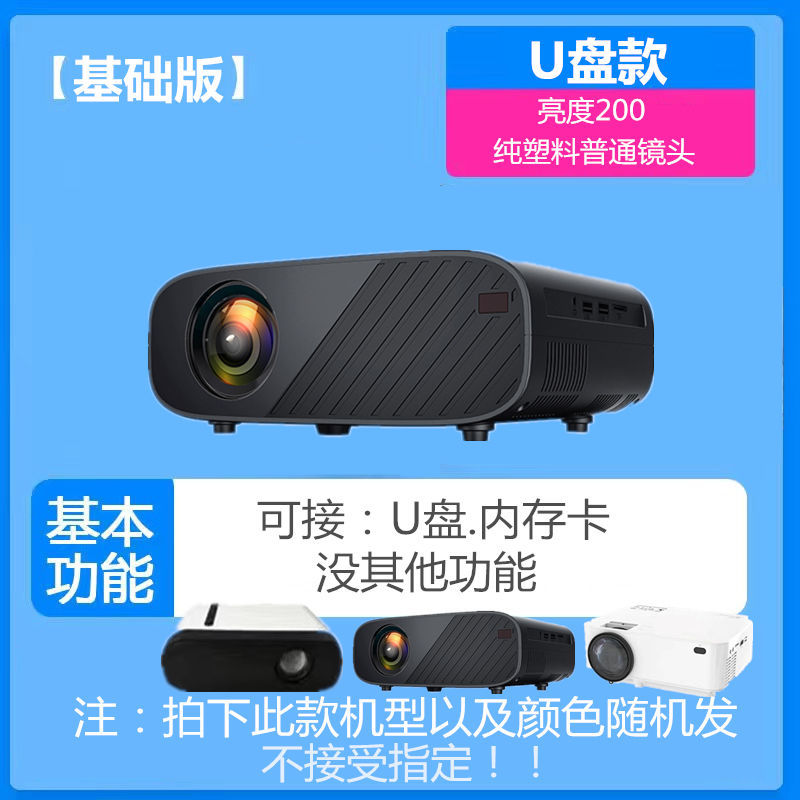 【基础版】
U盘款
亮度200
纯塑料普通镜头
基本
功能
可接：U盘.内存卡
没其他功能
注：拍下此款机型以及颜色随机发
不接受指定！！